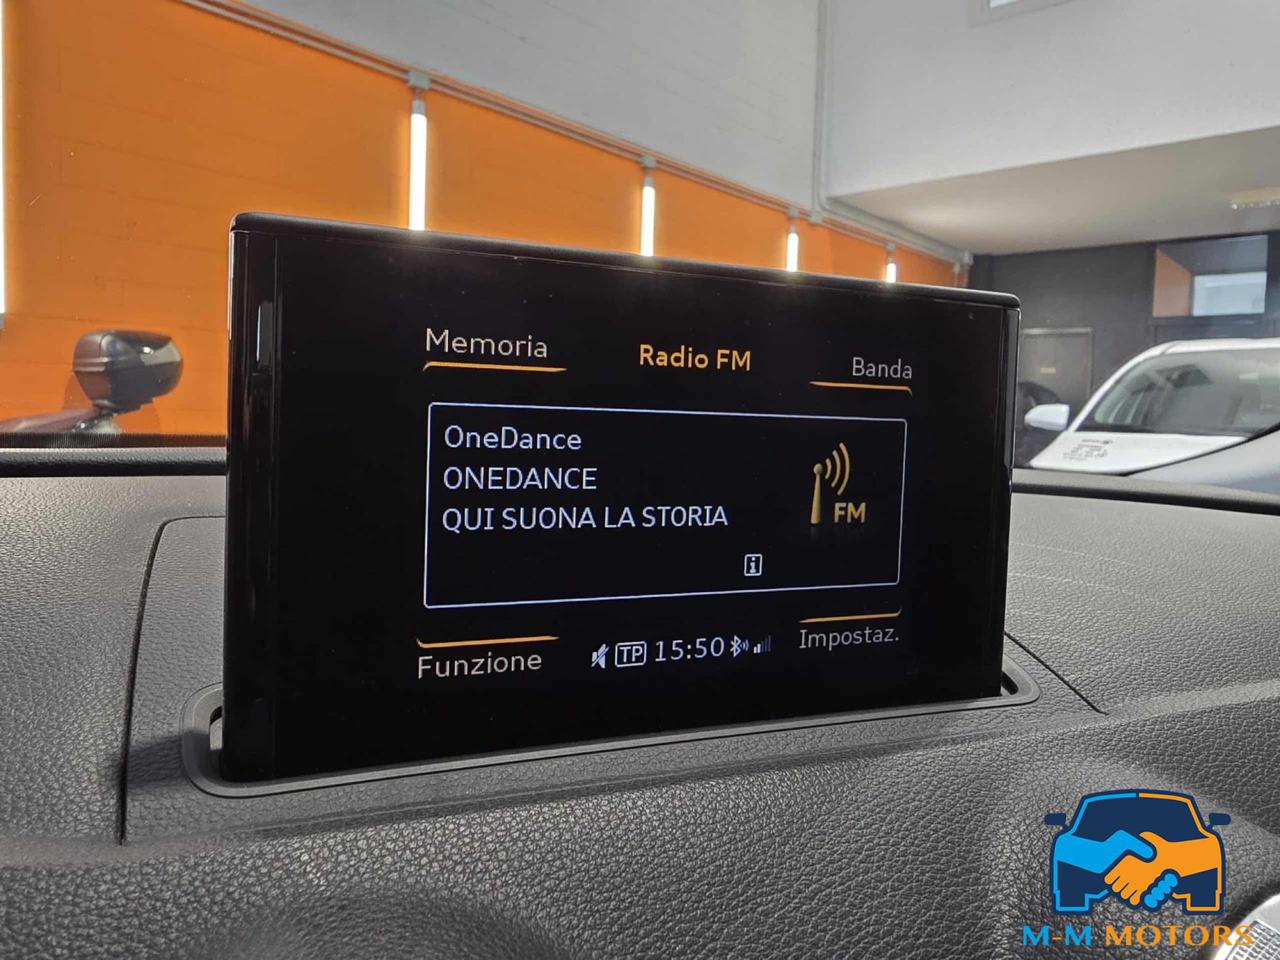 Memoria
Radio FM
Banda
OneDance
ONEDANCE
QUI SUONA LA STORIA
FM
i
Funzione
TP 15:50
Impostaz.
M-M MOTORS